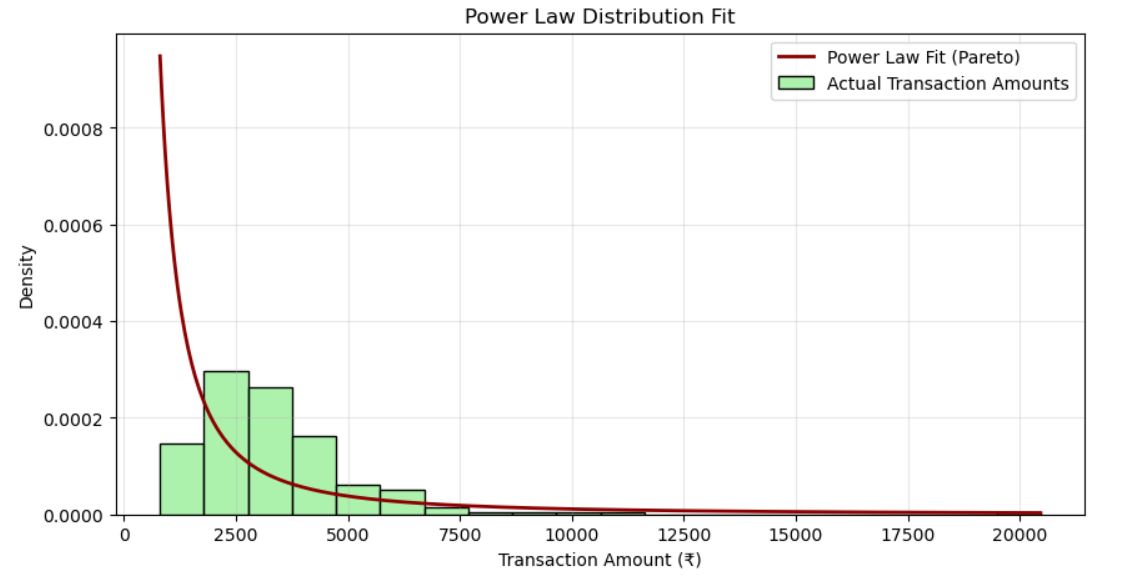 Power Law Distribution Fit
Power Law Fit (Pareto)
Actual Transaction Amounts
Density
0.0008
0.0006
0.0004
0.0002
0.0000
0 2500 5000 7500 10000 12500 15000 17500 20000
Transaction Amount (₹)